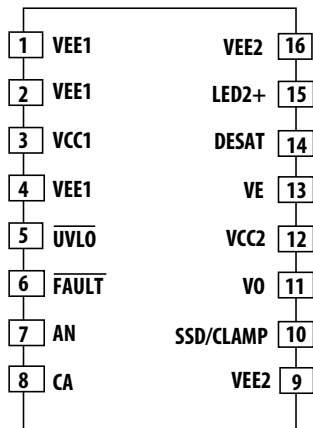 1 VEE1
2 VEE1
3 VCC1
4 VEE1
5 UVLO
6 FAULT
7 AN
8 CA
VEE2 16
LED2+ 15
DESAT 14
VE 13
VCC2 12
VO 11
SSD/CLAMP 10
VEE2 9